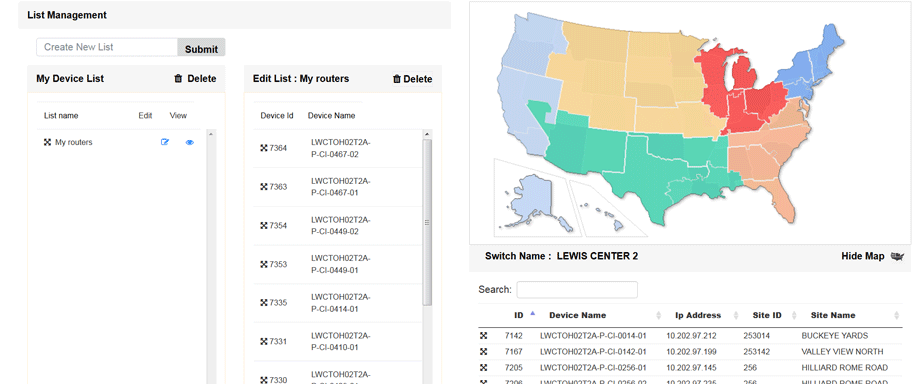 List Management
Create New List Submit
My Device List Delete
List name Edit View
My routers
Edit List : My routers Delete
Device Id Device Name
7364 LWCTOH02T2A-
P-CI-0467-02
7363 LWCTOH02T2A-
P-CI-0467-01
7354 LWCTOH02T2A-
P-CI-0449-02
7353 LWCTOH02T2A-
P-CI-0449-01
7335 LWCTOH02T2A-
P-CI-0414-01
7331 LWCTOH02T2A-
P-CI-0410-01
7330 LWCTOH02T2A-
Switch Name : LEWIS CENTER 2 Hide Map
Search:
ID Device Name Ip Address Site ID Site Name
7142 LWCTOH02T2A-P-CI-0014-01 10.202.97.212 253014 BUCKEYE YARDS
7167 LWCTOH02T2A-P-CI-0142-01 10.202.97.199 253142 VALLEY VIEW NORTH
7205 LWCTOH02T2A-P-CI-0256-01 10.202.97.145 256 HILLIARD ROME ROAD
7206 LWCTOH02T2A-P-CI-0256-02 10.202.97.225 256 HILLIARD ROME ROAD